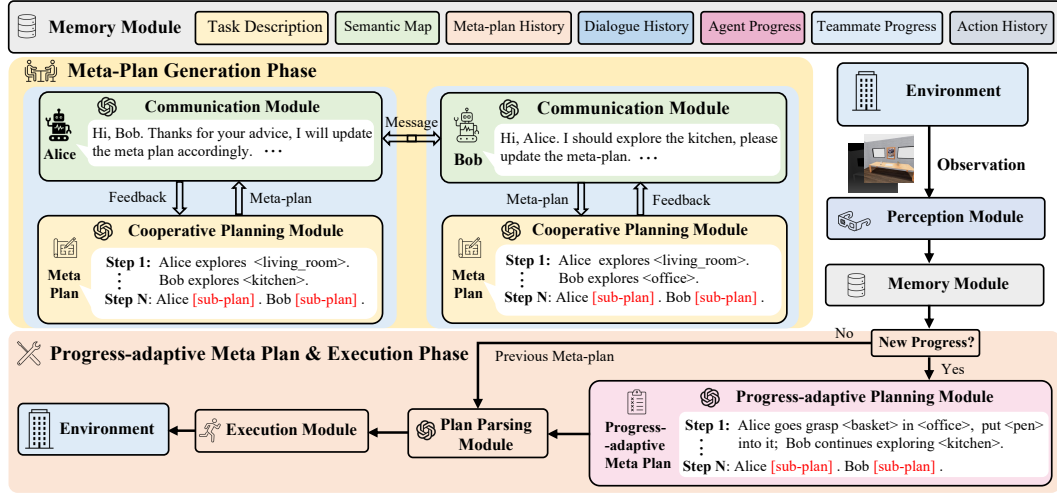 Memory Module
Task Description
Semantic Map
Meta-plan History
Dialogue History
Agent Progress
Teammate Progress
Action History
Meta-Plan Generation Phase
Communication Module
Alice
Hi, Bob. Thanks for your advice, I will update
the meta plan accordingly. ···
Message
Communication Module
Bob
Hi, Alice. I should explore the kitchen, please
update the meta-plan. ···
Feedback
Meta-plan
Meta-plan
Feedback
Cooperative Planning Module
Meta
Plan
Step 1: Alice explores <living_room>.
⋮ Bob explores <kitchen>.
Step N: Alice [sub-plan] . Bob [sub-plan] .
Cooperative Planning Module
Meta
Plan
Step 1: Alice explores <living_room>.
⋮ Bob explores <office>.
Step N: Alice [sub-plan] . Bob [sub-plan] .
Environment
Observation
Perception Module
Memory Module
New Progress?
No
Yes
Progress-adaptive Meta Plan & Execution Phase
Previous Meta-plan
Environment
Execution Module
Plan Parsing
Module
Progress-adaptive Planning Module
Progress-
-adaptive
Meta Plan
Step 1: Alice goes grasp <basket> in <office>, put <pen>
⋮ into it; Bob continues exploring <kitchen>.
Step N: Alice [sub-plan] . Bob [sub-plan] .